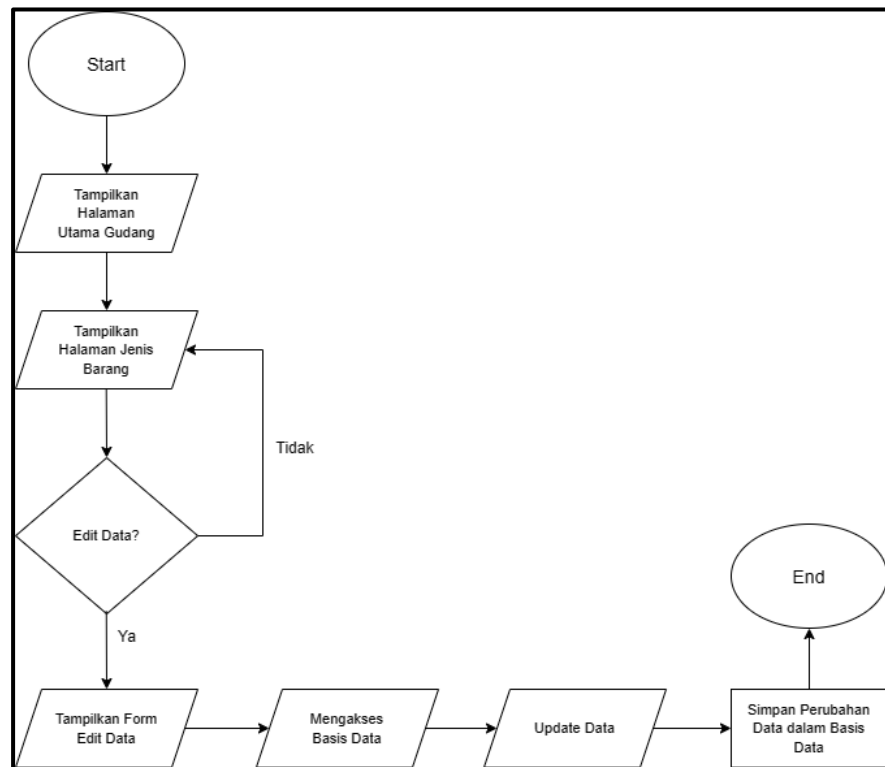 Start
Tampilkan
Halaman
Utama Gudang
Tampilkan
Halaman Jenis
Barang
Tidak
Edit Data?
Ya
Tampilkan Form
Edit Data
Mengakses
Basis Data
Update Data
Simpan Perubahan
Data dalam Basis
Data
End